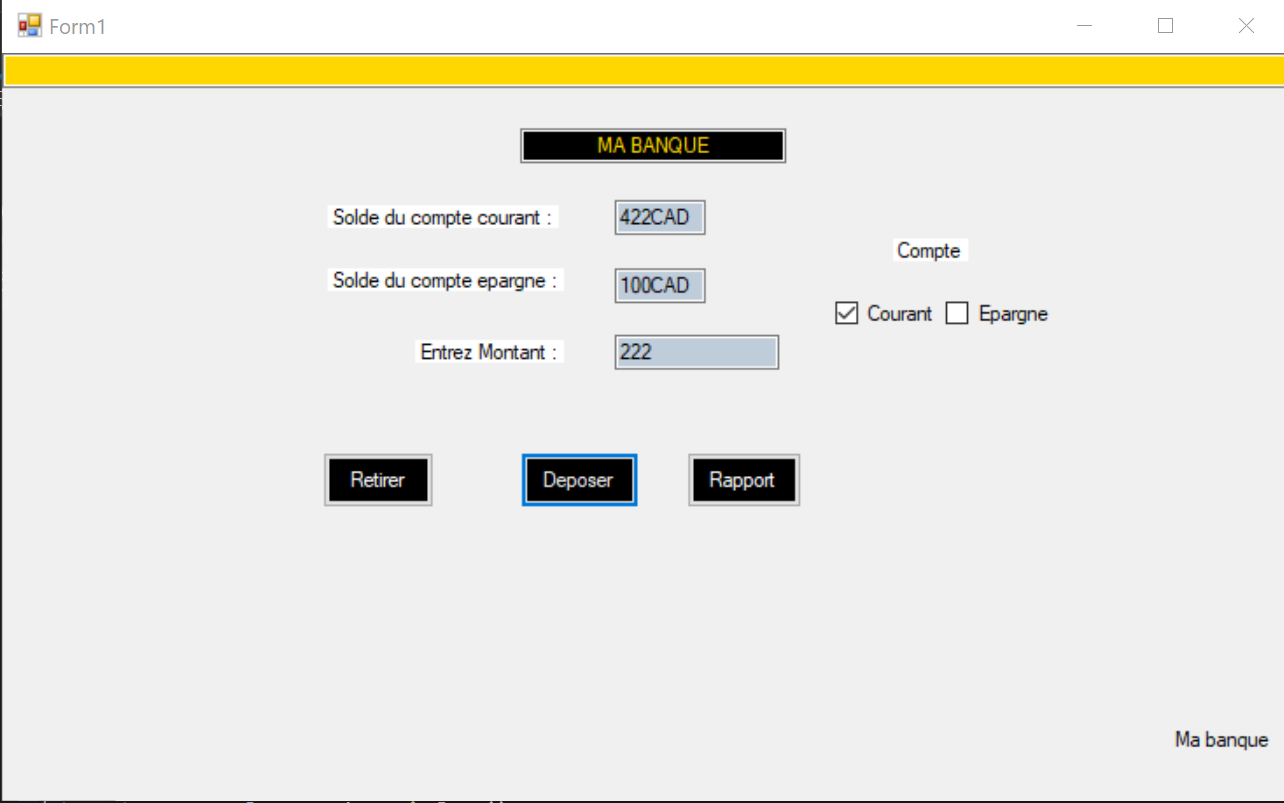 Form1
MA BANQUE
Solde du compte courant : 422CAD
Compte
Solde du compte epargne : 100CAD
Courant Epargne
Entrez Montant : 222
Retirer Deposer Rapport
Ma banque